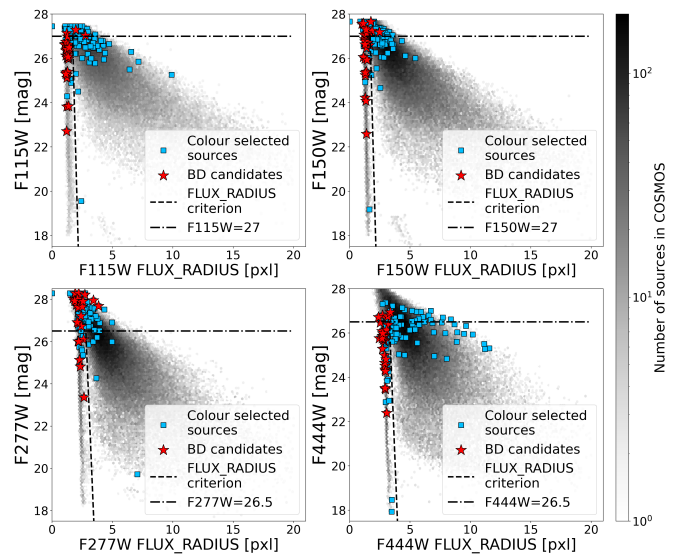 28
26
24
22
20
18
F115W [mag]
0
5
10
15
20
F115W FLUX_RADIUS [pxl]
Colour selected
sources
BD candidates
FLUX_RADIUS
criterion
F115W=27
28
26
24
22
20
18
F150W [mag]
0
5
10
15
20
F150W FLUX_RADIUS [pxl]
Colour selected
sources
BD candidates
FLUX_RADIUS
criterion
F150W=27
28
26
24
22
20
18
F277W [mag]
0
5
10
15
20
F277W FLUX_RADIUS [pxl]
Colour selected
sources
BD candidates
FLUX_RADIUS
criterion
F277W=26.5
28
26
24
22
20
18
F444W [mag]
0
5
10
15
20
F444W FLUX_RADIUS [pxl]
Colour selected
sources
BD candidates
FLUX_RADIUS
criterion
F444W=26.5
10²
10¹
10⁰
Number of sources in COSMOS